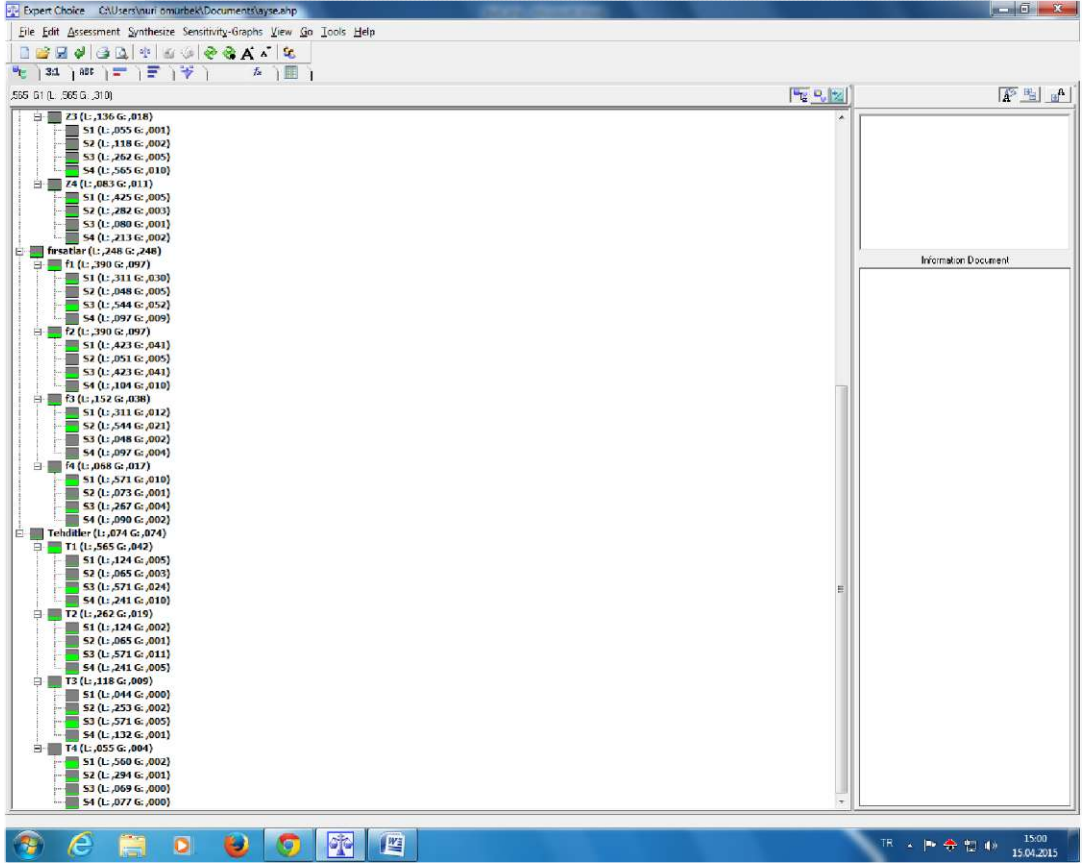 Expert Choice C:\Users\nuri omurbek\Documents\ayse.ahp
File Edit Assessment Synthesize Sensitivity-Graphs View Go Tools Help
3:1 ABC
,565 G1 (L: ,565 G: ,310)
Z3 (L: ,136 G: ,018)
S1 (L: ,055 G: ,001)
S2 (L: ,118 G: ,002)
S3 (L: ,262 G: ,005)
S4 (L: ,565 G: ,010)
Z4 (L: ,083 G: ,011)
S1 (L: ,425 G: ,005)
S2 (L: ,282 G: ,003)
S3 (L: ,080 G: ,001)
S4 (L: ,213 G: ,002)
fırsatlar (L: ,248 G: ,248)
f1 (L: ,390 G: ,097)
S1 (L: ,311 G: ,030)
S2 (L: ,048 G: ,005)
S3 (L: ,544 G: ,052)
S4 (L: ,097 G: ,009)
f2 (L: ,390 G: ,097)
S1 (L: ,423 G: ,041)
S2 (L: ,051 G: ,005)
S3 (L: ,423 G: ,041)
S4 (L: ,104 G: ,010)
f3 (L: ,152 G: ,038)
S1 (L: ,311 G: ,012)
S2 (L: ,544 G: ,021)
S3 (L: ,048 G: ,002)
S4 (L: ,097 G: ,004)
f4 (L: ,068 G: ,017)
S1 (L: ,571 G: ,010)
S2 (L: ,073 G: ,001)
S3 (L: ,267 G: ,004)
S4 (L: ,090 G: ,002)
Tehditler (L: ,074 G: ,074)
T1 (L: ,565 G: ,042)
S1 (L: ,124 G: ,005)
S2 (L: ,065 G: ,003)
S3 (L: ,571 G: ,024)
S4 (L: ,241 G: ,010)
T2 (L: ,262 G: ,019)
S1 (L: ,124 G: ,002)
S2 (L: ,065 G: ,001)
S3 (L: ,571 G: ,011)
S4 (L: ,241 G: ,005)
T3 (L: ,118 G: ,009)
S1 (L: ,044 G: ,000)
S2 (L: ,253 G: ,002)
S3 (L: ,571 G: ,005)
S4 (L: ,132 G: ,001)
T4 (L: ,055 G: ,004)
S1 (L: ,560 G: ,002)
S2 (L: ,294 G: ,001)
S3 (L: ,069 G: ,000)
S4 (L: ,077 G: ,000)
Information Document
TR
15:00
15.04.2015